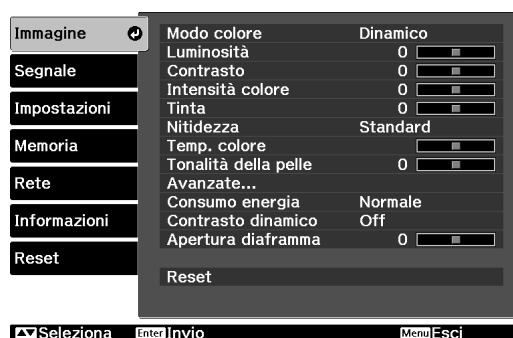 Immagine
Segnale
Impostazioni
Memoria
Rete
Informazioni
Reset
Modo colore Dinamico
Luminosità 0
Contrasto 0
Intensità colore 0
Tinta 0
Nitidezza Standard
Temp. colore
Tonalità della pelle 0
Avanzate...
Consumo energia Normale
Contrasto dinamico Off
Apertura diaframma 0
Reset
Seleziona Enter Invio Menu Esci